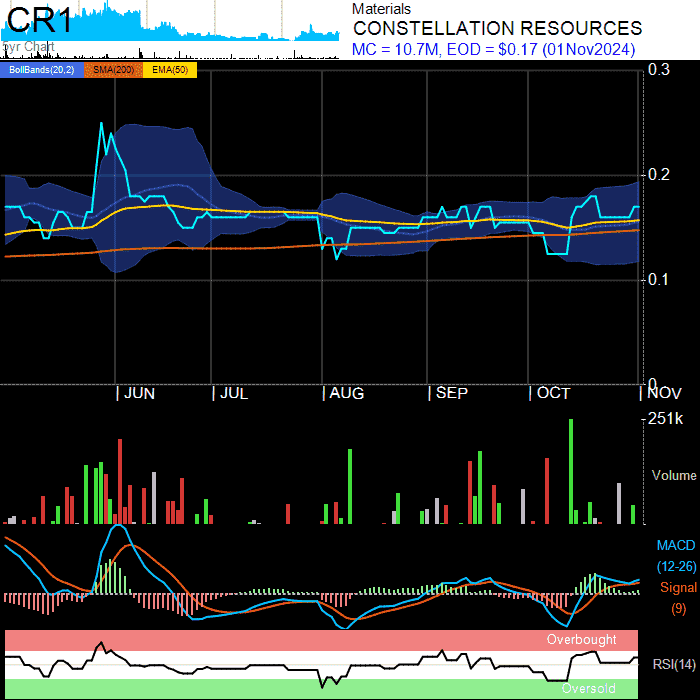 CR1
pyr Chart
Materials
CONSTELLATION RESOURCES
MC = 10.7M, EOD = $0.17 (01Nov2024)
BollBands(20,2) SMA(200) EMA(50)
0.3
0.2
0.1
0
JUN JUL AUG SEP OCT NOV
251k
Volume
MACD
(12-26)
Signal
(9)
Overbought
RSI(14)
Oversold